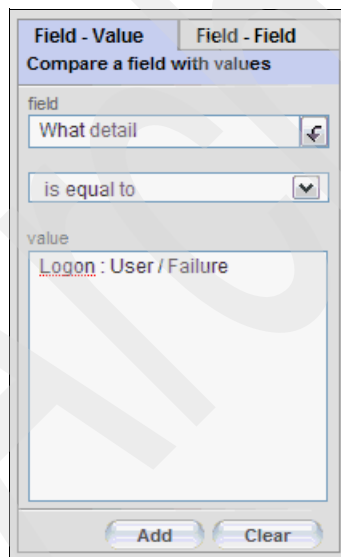 Field - Value Field - Field
Compare a field with values
field
What detail
is equal to
value
Logon : User / Failure
Add Clear